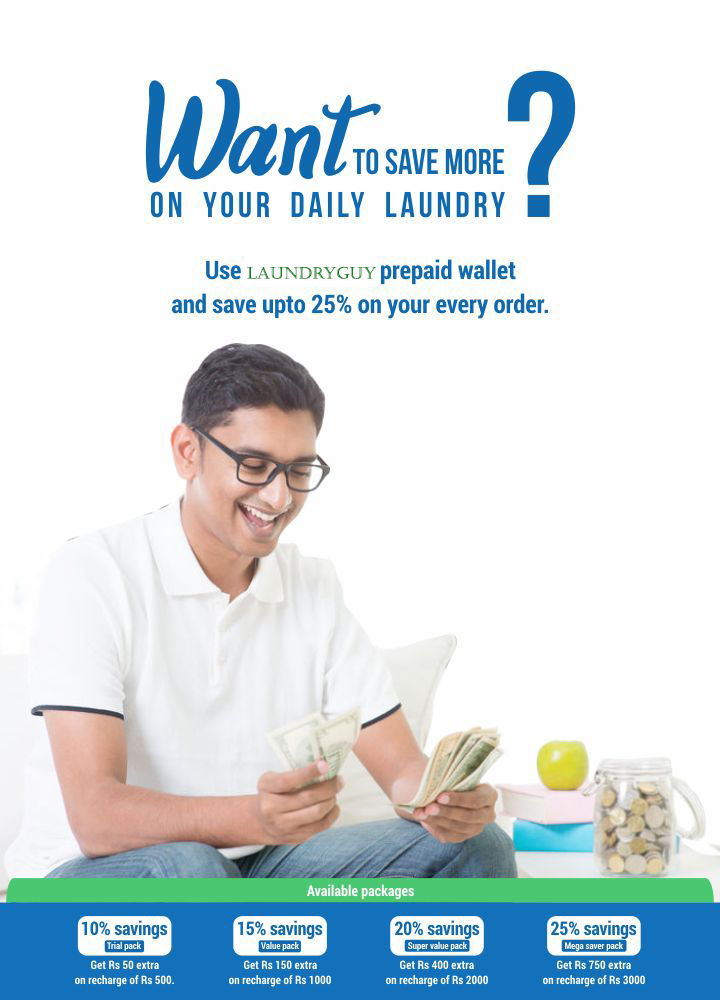 Want TO SAVE MORE
ON YOUR DAILY LAUNDRY ?
Use LAUNDRYGUY prepaid wallet
and save upto 25% on your every order.
Available packages
10% savings
Trial pack
Get Rs 50 extra
on recharge of Rs 500.
15% savings
Value pack
Get Rs 150 extra
on recharge of Rs 1000
20% savings
Super value pack
Get Rs 400 extra
on recharge of Rs 2000
25% savings
Mega saver pack
Get Rs 750 extra
on recharge of Rs 3000